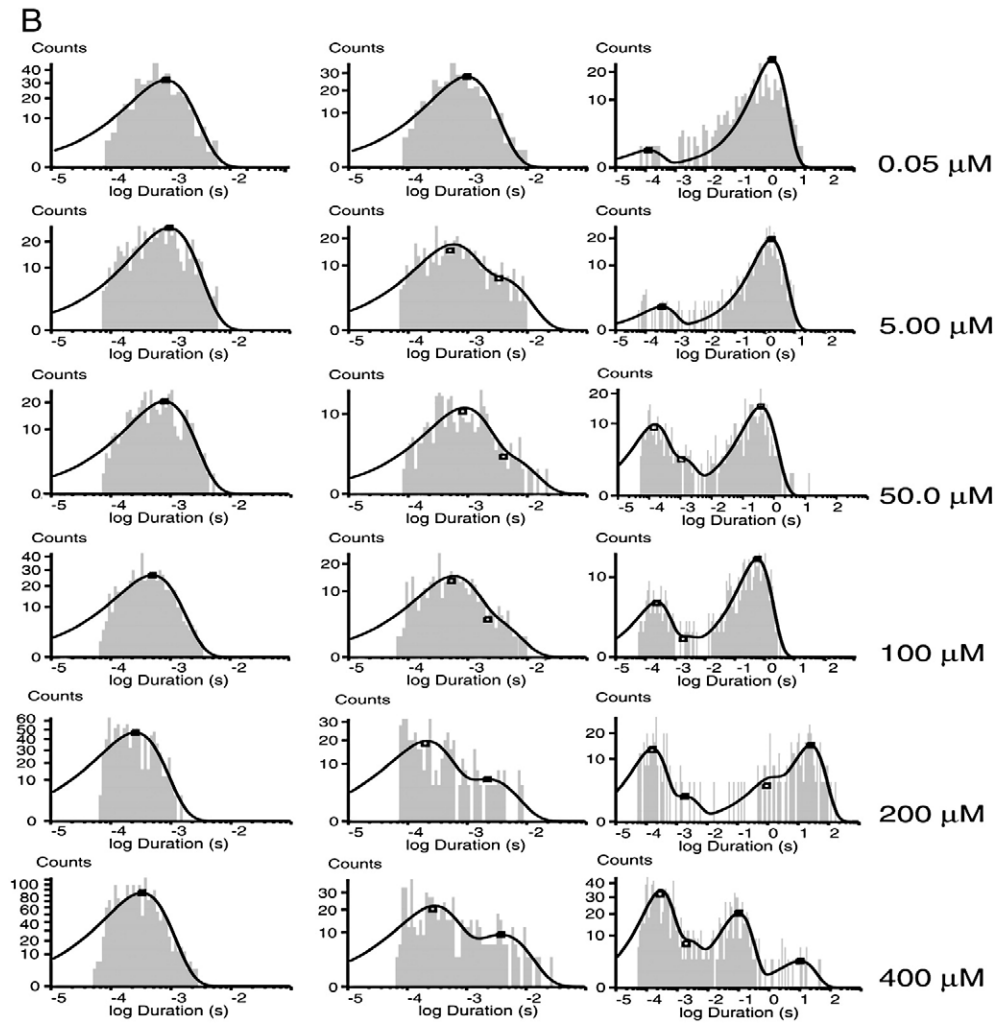 B
Counts Counts Counts
40 30 20
30 20 10
20 10 0
10 0
0
-5 -4 -3 -2 -5 -4 -3 -2 -5 -4 -3 -2 -1 0 1 2
log Duration (s) log Duration (s) log Duration (s)
0.05 µM
Counts Counts Counts
20 20 20
10 10 10
0 0 0
-5 -4 -3 -2 -5 -4 -3 -2 -5 -4 -3 -2 -1 0 1 2
log Duration (s) log Duration (s) log Duration (s)
5.00 µM
Counts Counts Counts
20 10 20
10 0 10
0 0
-5 -4 -3 -2 -5 -4 -3 -2 -5 -4 -3 -2 -1 0 1 2
log Duration (s) log Duration (s) log Duration (s)
50.0 µM
Counts Counts Counts
40 20 10
30 10 0
20 0
10
0
-5 -4 -3 -2 -5 -4 -3 -2 -5 -4 -3 -2 -1 0 1 2
log Duration (s) log Duration (s) log Duration (s)
100 µM
Counts Counts Counts
60 30 20
50 20 10
40 10 0
30 0
20
10
0
-5 -4 -3 -2 -5 -4 -3 -2 -5 -4 -3 -2 -1 0 1 2
log Duration (s) log Duration (s) log Duration (s)
200 µM
Counts Counts Counts
100 30 40
80 20 30
60 10 20
40 0 10
20 0
10
0
-5 -4 -3 -2 -5 -4 -3 -2 -5 -4 -3 -2 -1 0 1 2
log Duration (s) log Duration (s) log Duration (s)
400 µM